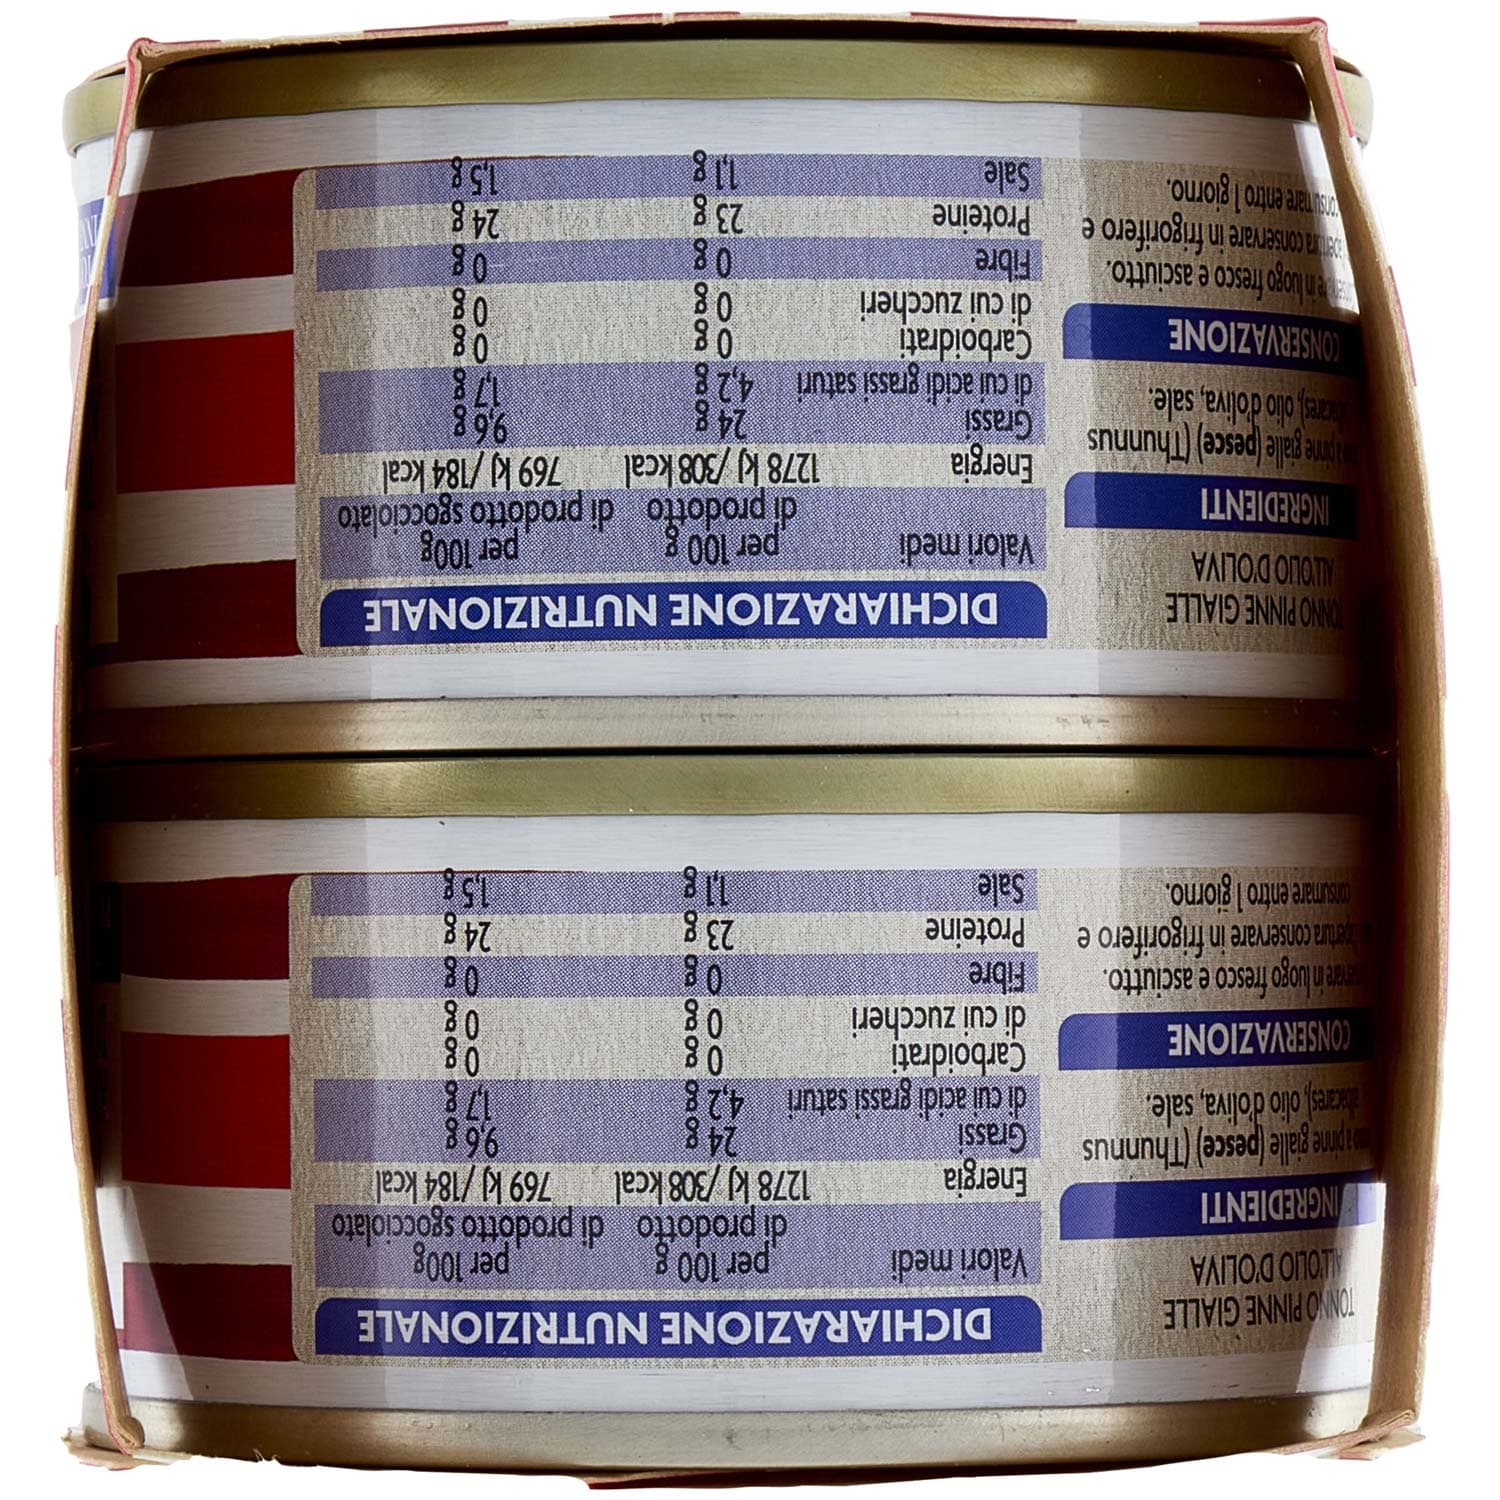 TONNO PINNE GIALLE
ALL'OLIO D'OLIVA
INGREDIENTI
a pinne gialle (pesce) (Thunnus
albacares), olio d'oliva, sale.
CONSERVAZIONE
in luogo fresco e asciutto.
apertura conservare in frigorifero e
consumare entro 1 giorno.
DICHIARAZIONE NUTRIZIONALE
Valori medi per 100 g di prodotto per 100g di prodotto sgocciolato
Energia 1278 kJ /308 kcal 769 kJ /184 kcal
Grassi 24 g 9,6 g
di cui acidi grassi saturi 4,2 g 1,7 g
Carboidrati 0 g 0 g
di cui zuccheri 0 g 0 g
Fibre 0 g 0 g
Proteine 23 g 24 g
Sale 1,1 g 1,5 g
TONNO PINNE GIALLE
ALL'OLIO D'OLIVA
INGREDIENTI
a pinne gialle (pesce) (Thunnus
albacares), olio d'oliva, sale.
CONSERVAZIONE
in luogo fresco e asciutto.
apertura conservare in frigorifero e
consumare entro 1 giorno.
DICHIARAZIONE NUTRIZIONALE
Valori medi per 100 g di prodotto per 100g di prodotto sgocciolato
Energia 1278 kJ /308 kcal 769 kJ /184 kcal
Grassi 24 g 9,6 g
di cui acidi grassi saturi 4,2 g 1,7 g
Carboidrati 0 g 0 g
di cui zuccheri 0 g 0 g
Fibre 0 g 0 g
Proteine 23 g 24 g
Sale 1,1 g 1,5 g